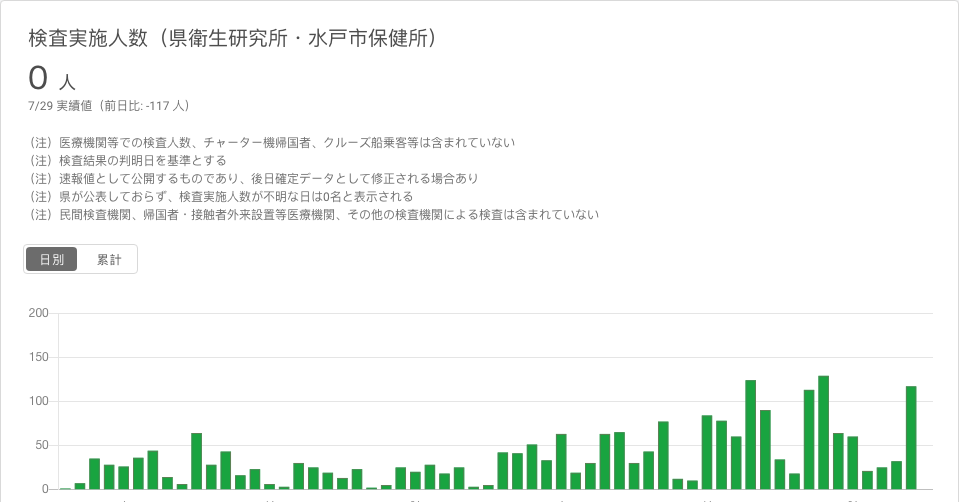 検査実施人数（県衛生研究所・水戸市保健所）
0 人
7/29 実績値（前日比: -117 人）
（注）医療機関等での検査人数、チャーター機帰国者、クルーズ船乗客等は含まれていない
（注）検査結果の判明日を基準とする
（注）速報値として公開するものであり、後日確定データとして修正される場合あり
（注）県が公表しておらず、検査実施人数が不明な日は0名と表示される
（注）民間検査機関、帰国者・接触者外来設置等医療機関、その他の検査機関による検査は含まれていない
日別 累計
200
150
100
50
0